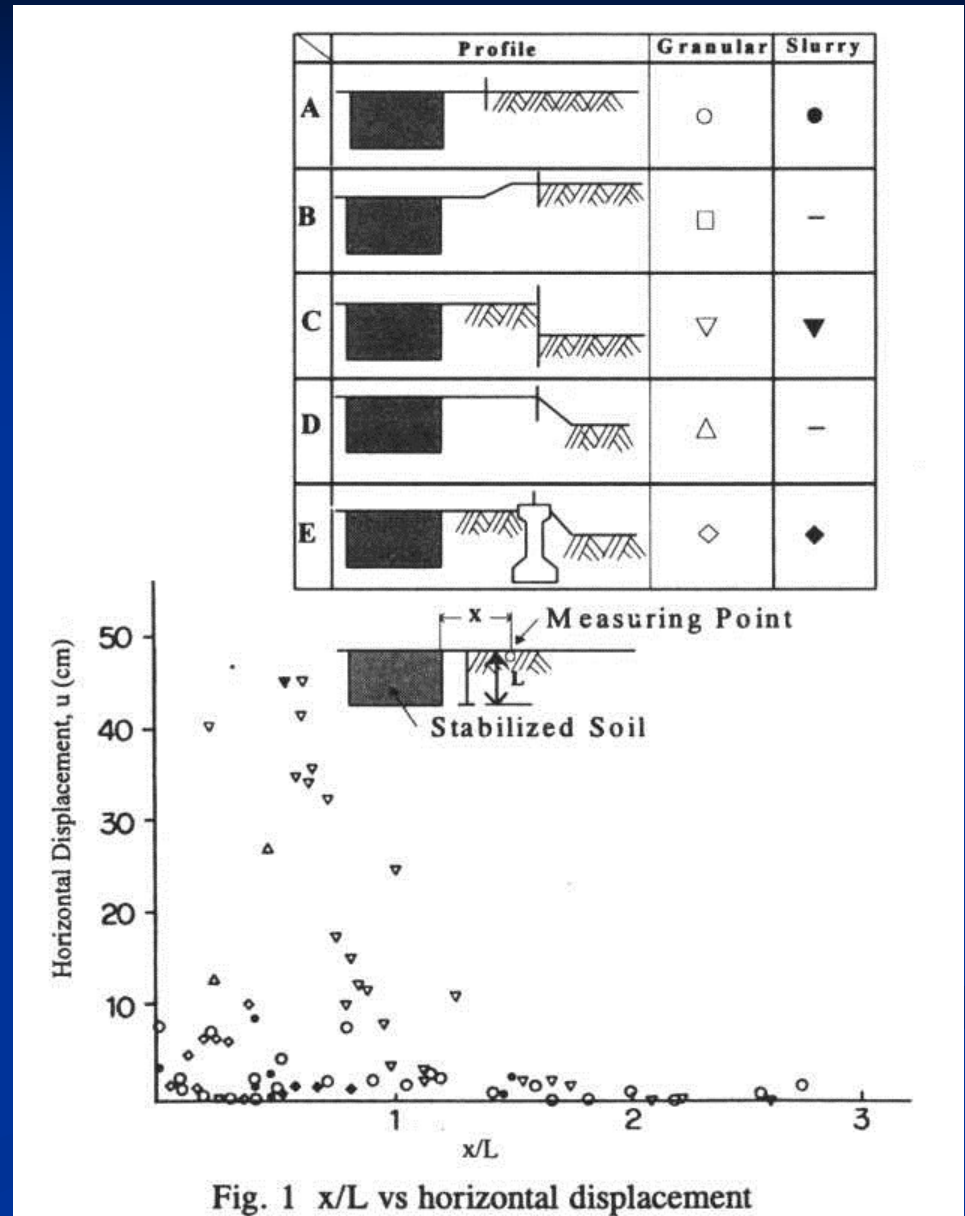 Profile Granular Slurry
A
B –
C
D –
E
x Measuring Point
L
Stabilized Soil
Horizontal Displacement, u (cm)
50
40
30
20
10
1 2 3
x/L
Fig. 1 x/L vs horizontal displacement